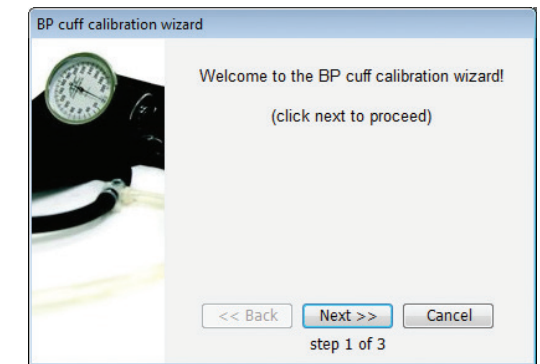 BP cuff calibration wizard
Welcome to the BP cuff calibration wizard!
(click next to proceed)
<< Back Next >> Cancel
step 1 of 3